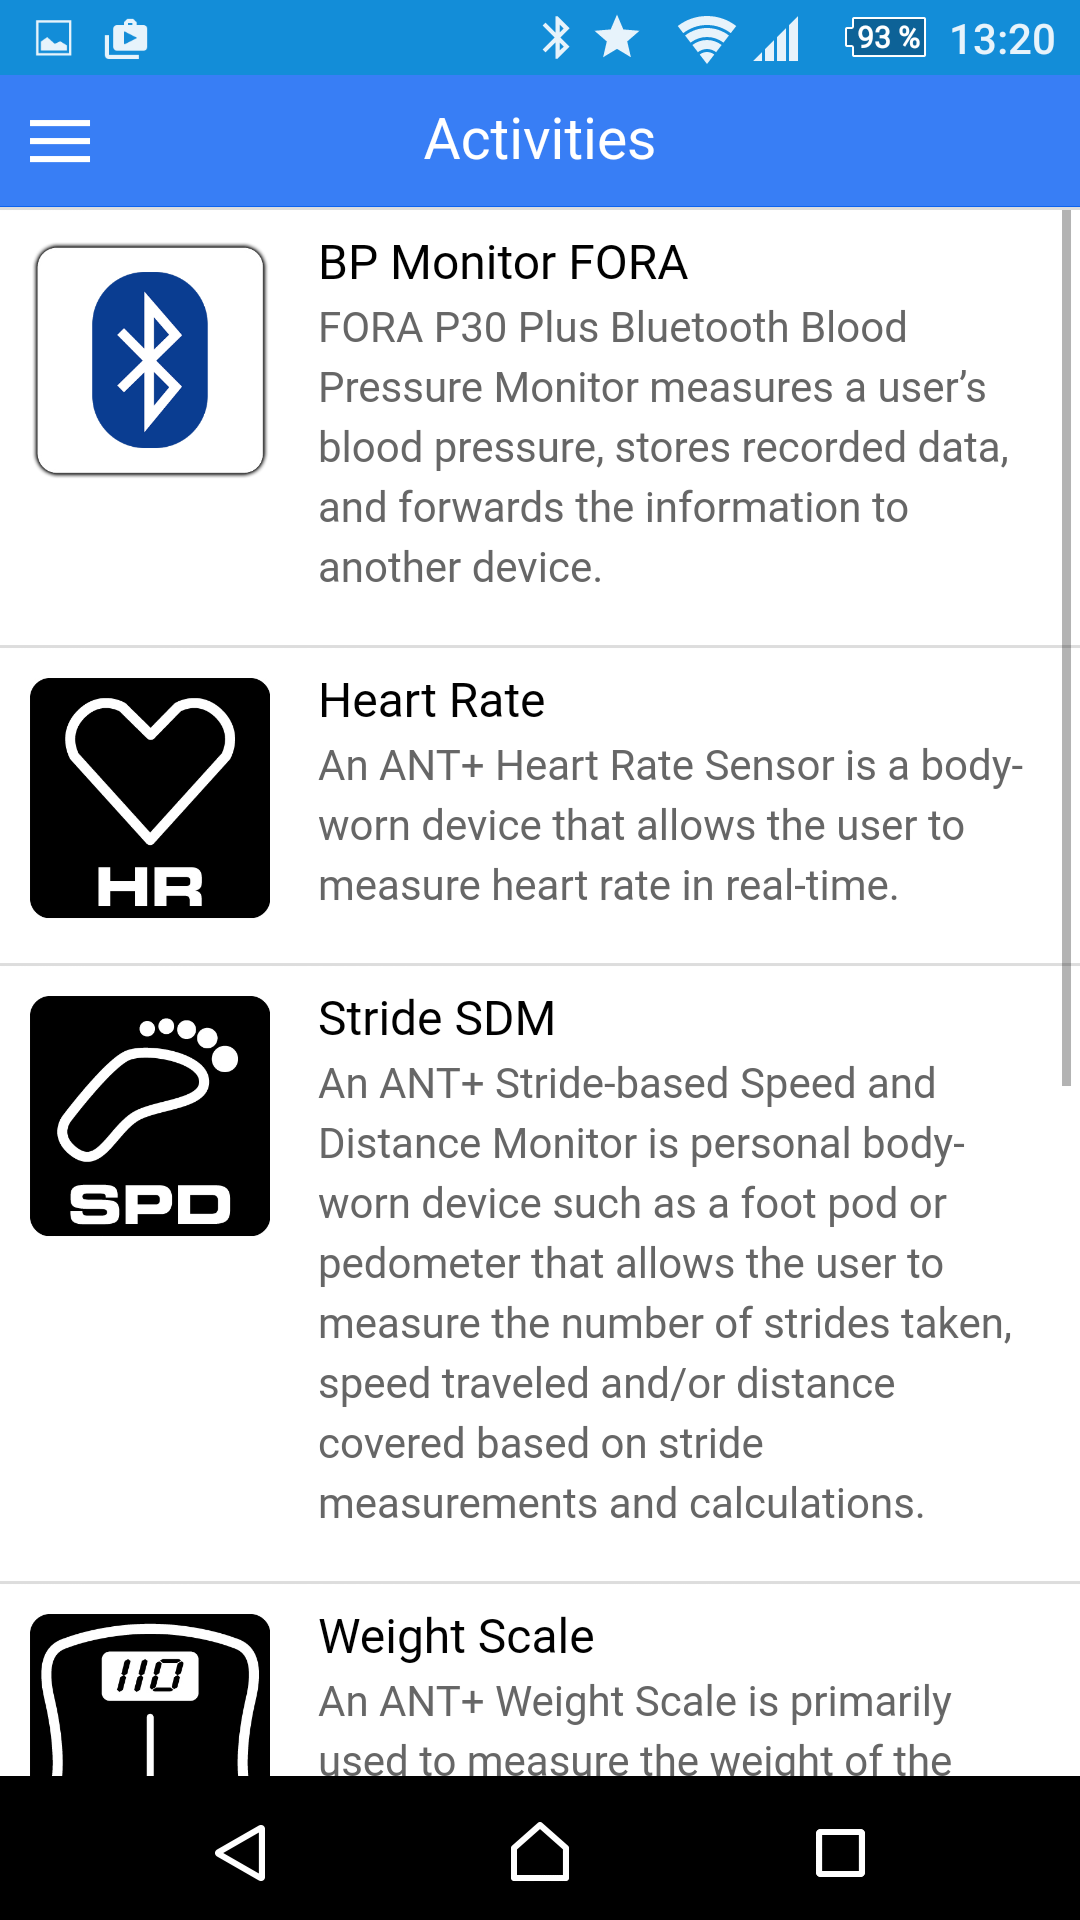 93 % 13:20
Activities
BP Monitor FORA
FORA P30 Plus Bluetooth Blood
Pressure Monitor measures a user’s
blood pressure, stores recorded data,
and forwards the information to
another device.
Heart Rate
An ANT+ Heart Rate Sensor is a body-
worn device that allows the user to
measure heart rate in real-time.
HR
Stride SDM
An ANT+ Stride-based Speed and
Distance Monitor is personal body-
worn device such as a foot pod or
pedometer that allows the user to
measure the number of strides taken,
speed traveled and/or distance
covered based on stride
measurements and calculations.
SPD
Weight Scale
110
An ANT+ Weight Scale is primarily
used to measure the weight of the